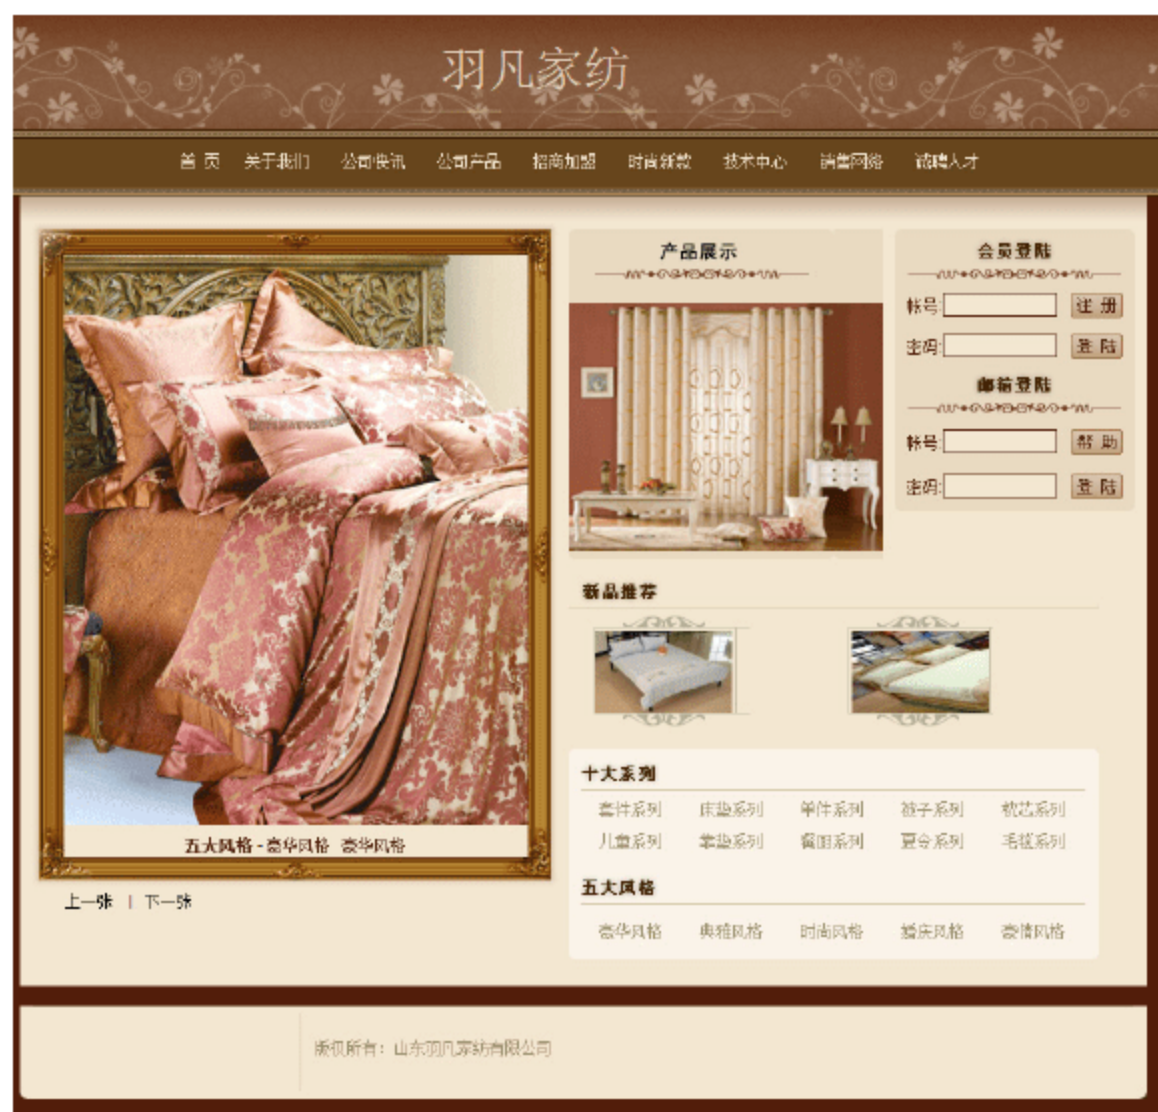 羽凡家纺
首 页 关于我们 公司快讯 公司产品 招商加盟 时尚新款 技术中心 销售网络 诚聘人才
五大风格 - 豪华风格 豪华风格
上一张 | 下一张
产品展示
会员登陆
帐号: 注 册
密码: 登 陆
邮箱登陆
帐号: 帮 助
密码: 登 陆
新品推荐
十大系列
套件系列 床垫系列 单件系列 被子系列 枕芯系列
儿童系列 靠垫系列 餐厨系列 夏令系列 毛毯系列
五大风格
豪华风格 典雅风格 时尚风格 婚庆风格 豪情风格
版权所有：山东羽凡家纺有限公司